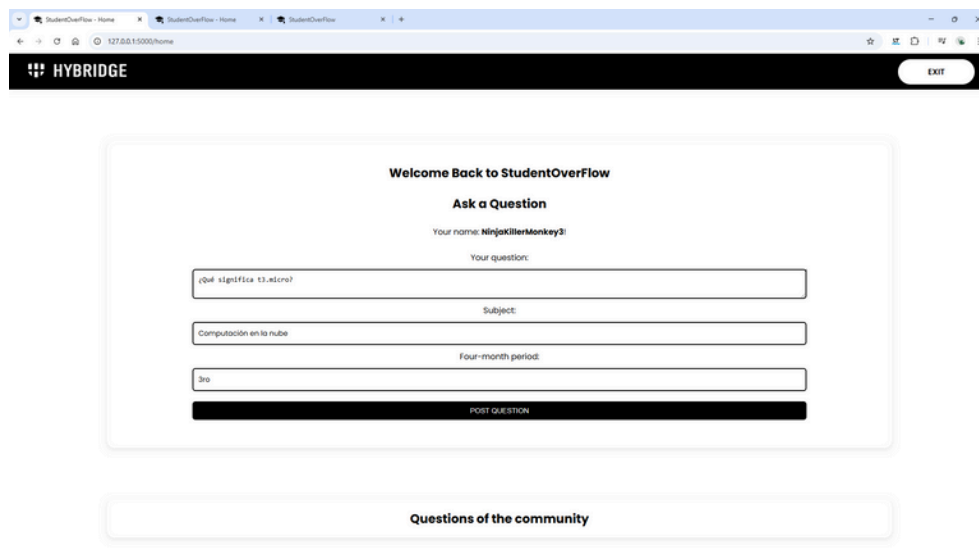 StudentOverFlow - Home
StudentOverFlow - Home
StudentOverFlow
127.0.0.1:5000/home
HYBRIDGE
EXIT
Welcome Back to StudentOverFlow
Ask a Question
Your name: NinjaKillerMonkey3!
Your question:
¿Qué significa t3.micro?
Subject:
Computación en la nube
Four-month period:
3ro
POST QUESTION
Questions of the community